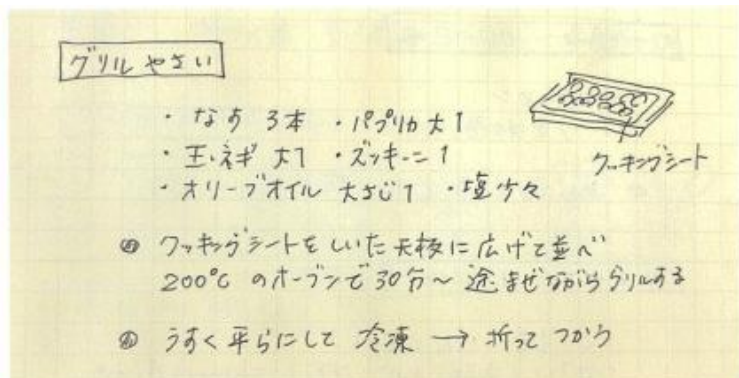 グリルやさい
・なす 3本 ・パプリカ 大1
・玉ネギ 大1 ・ズッキーニ 1
・オリーブオイル 大さじ1 ・塩少々
クッキングシート
クッキングシートをしいた天板に広げて並べ
200°Cのオーブンで30分〜 途まぜながらグリルする
うすく平らにして 冷凍 → 折ってつかう